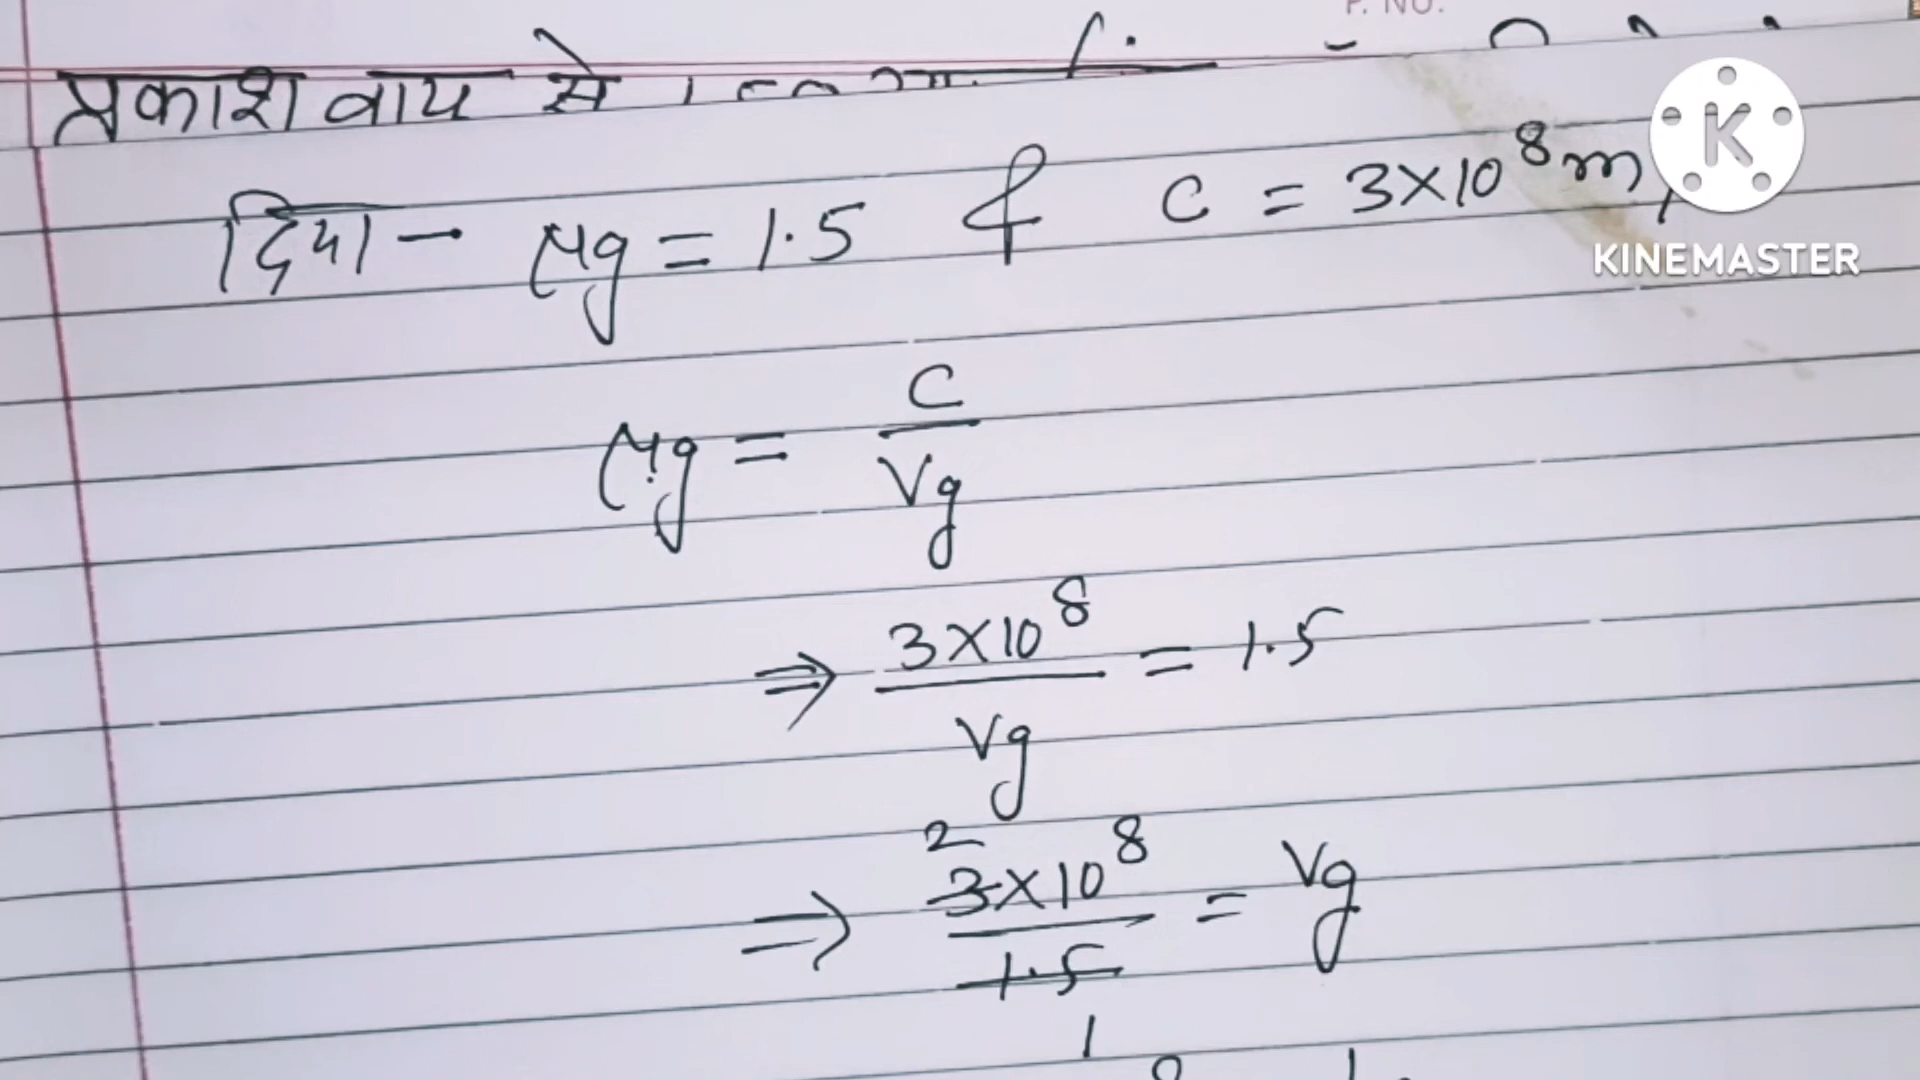 P. NO.
प्रकाश वायु से
दिया - μg = 1.5 & C = 3×10⁸ m/
K
KINEMASTER
μg = C / Vg
⇒ 3×10⁸ / Vg = 1.5
2
⇒ 3×10⁸ / 1.5 = Vg
1